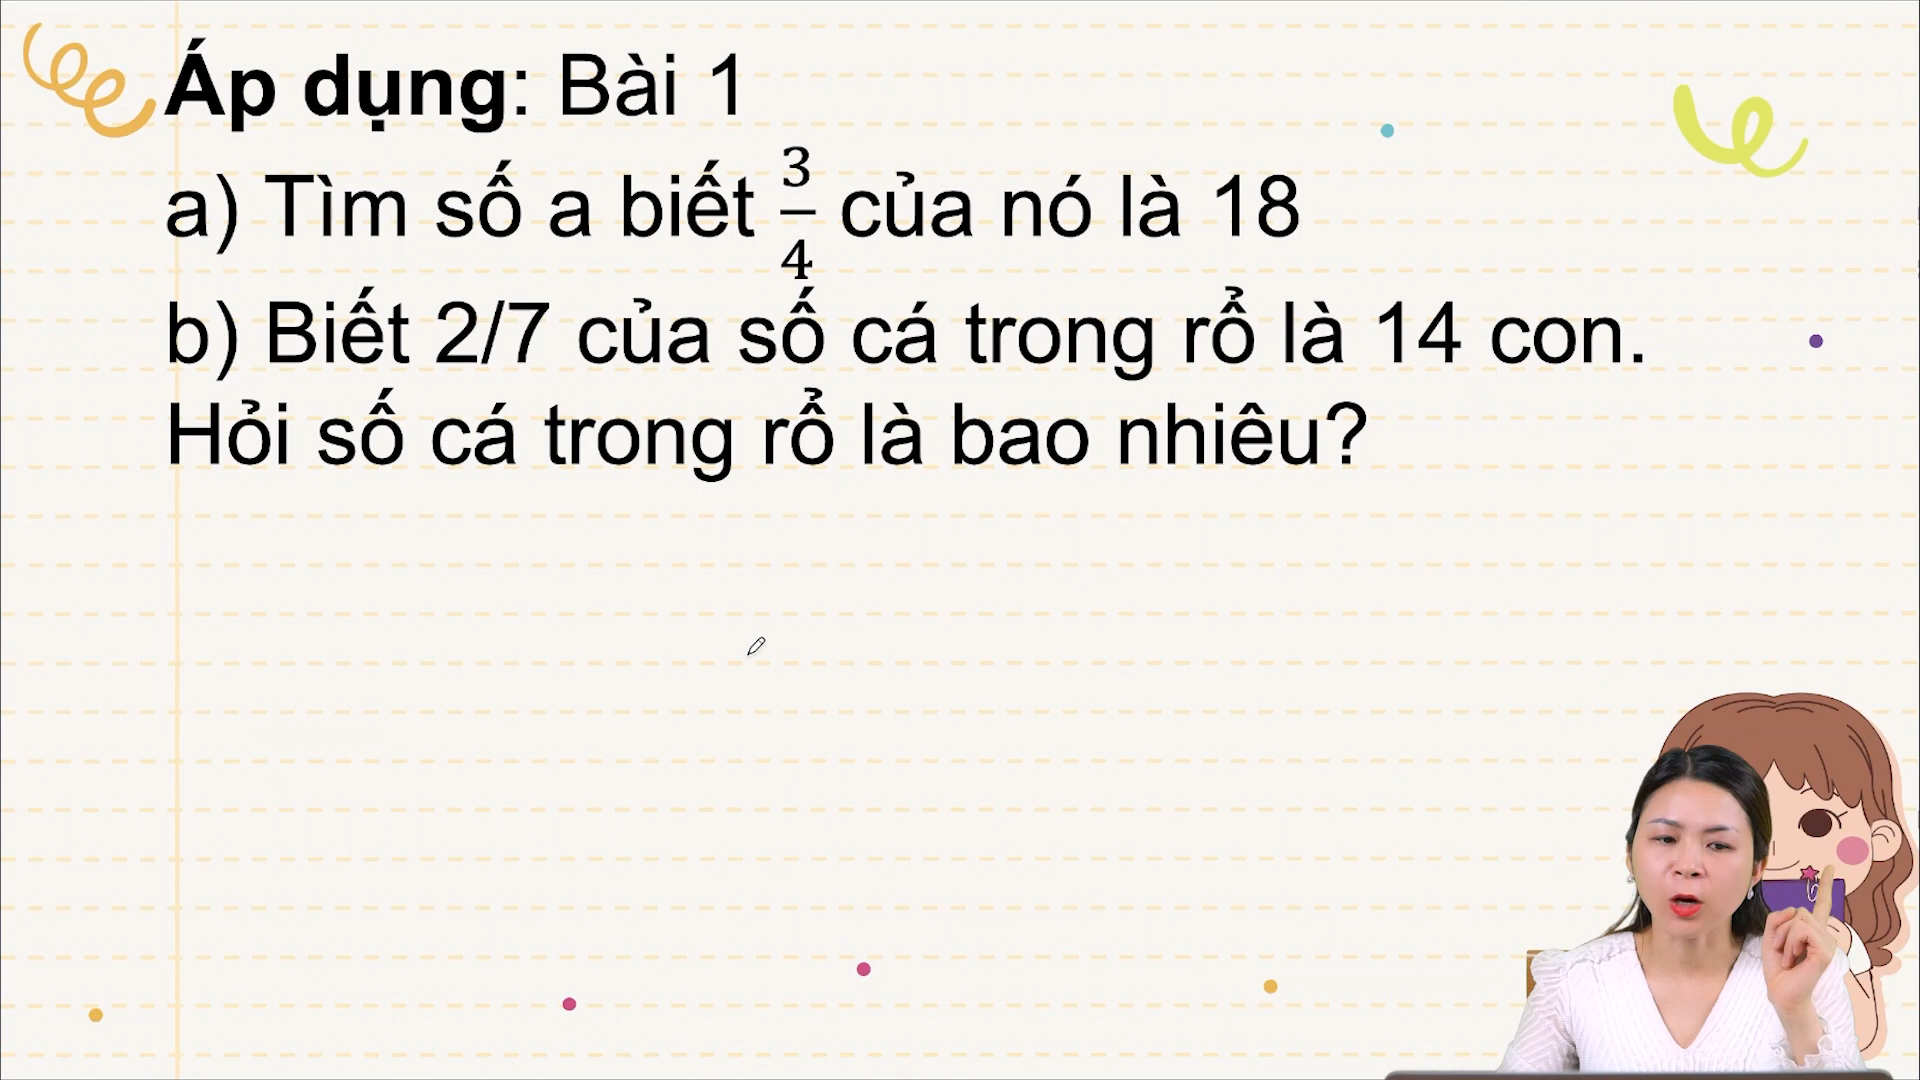 Áp dụng: Bài 1
a) Tìm số a biết 3/4 của nó là 18
b) Biết 2/7 của số cá trong rổ là 14 con.
Hỏi số cá trong rổ là bao nhiêu?